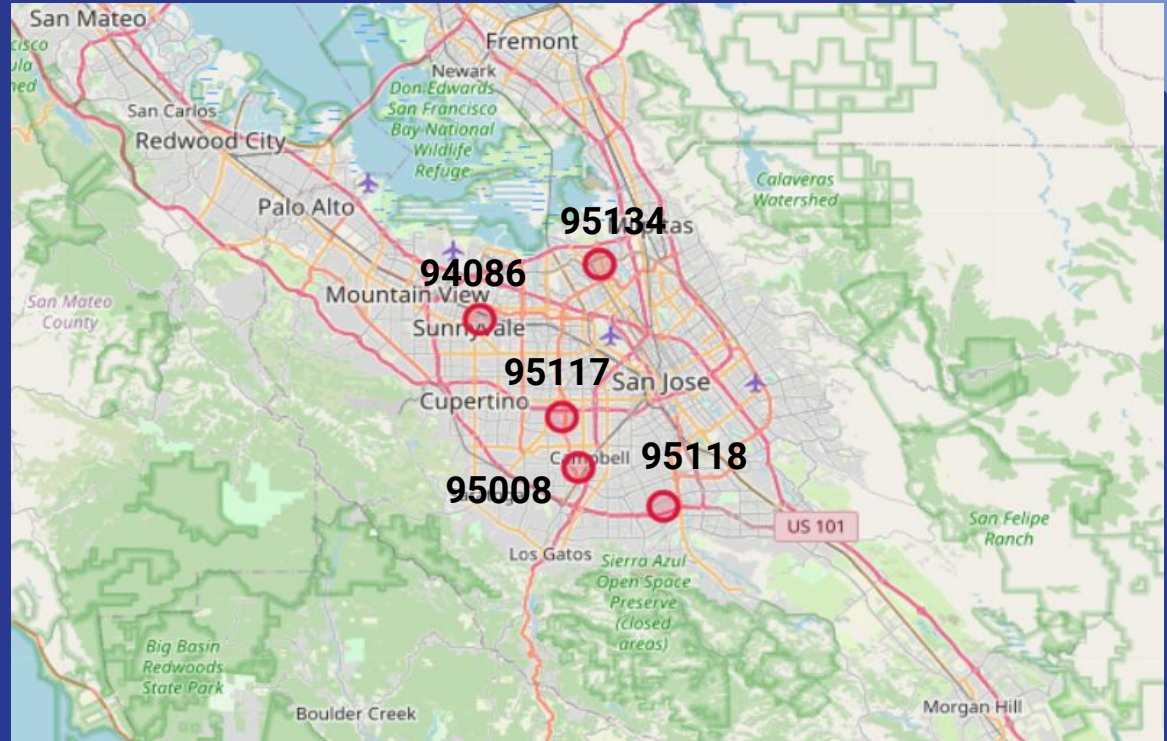 San Mateo
Fremont
Newark
Don Edwards
San Francisco
Bay National
Wildlife
Refuge
San Carlos
Redwood City
Calaveras
Watershed
Palo Alto
95134
94086
Mountain View
San Mateo
County
Sunnyvale
95117
San Jose
Cupertino
Campbell
95118
95008
US 101
San Felipe
Ranch
Los Gatos
Sierra Azul
Open Space
Preserve
(closed
areas)
Big Basin
Redwoods
State Park
Boulder Creek
Morgan Hill